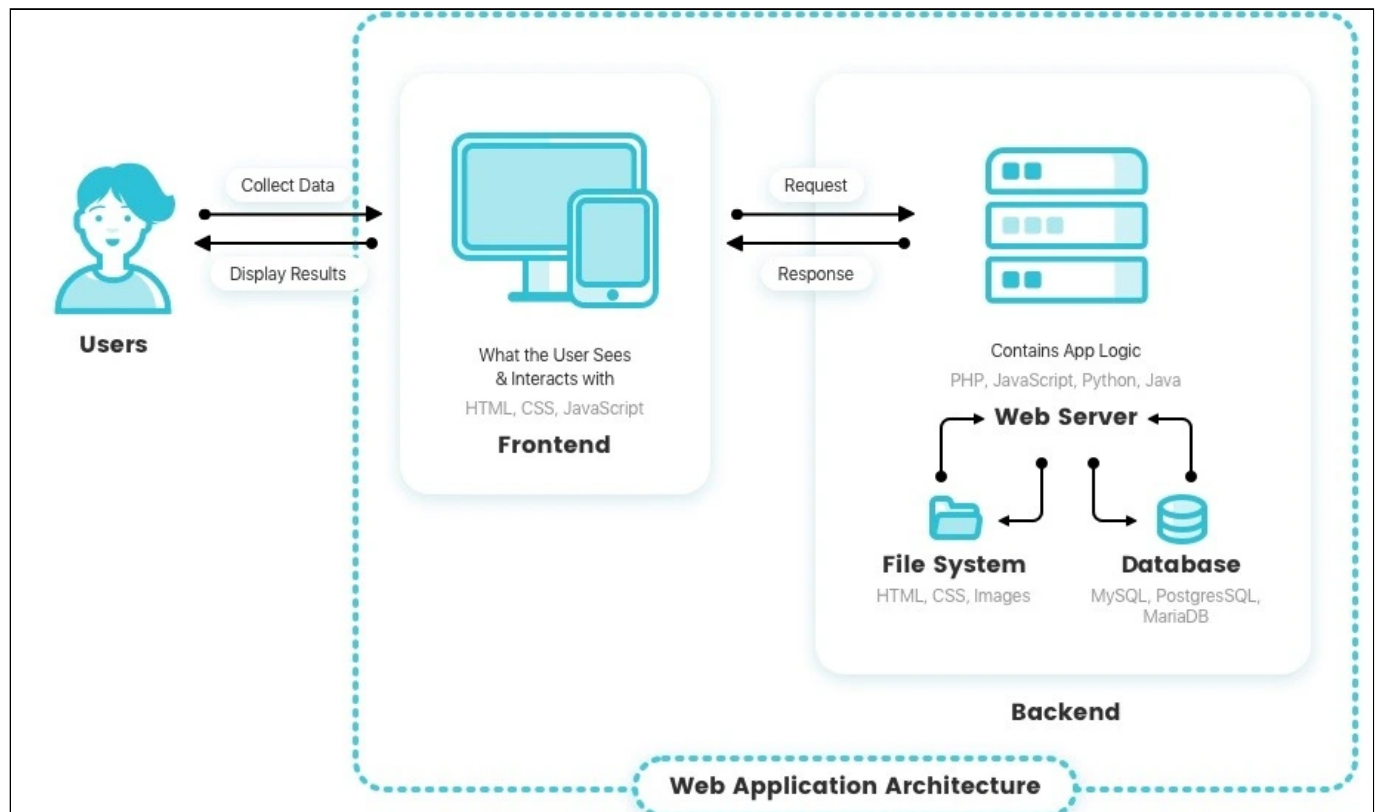 Collect Data
Display Results
Users
What the User Sees
& Interacts with
HTML, CSS, JavaScript
Frontend
Request
Response
Contains App Logic
PHP, JavaScript, Python, Java
Web Server
File System
HTML, CSS, Images
Database
MySQL, PostgresSQL,
MariaDB
Backend
Web Application Architecture